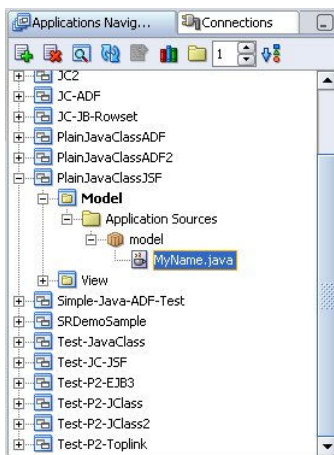 Applications Navig...
Connections
1
JC2
JC-ADF
JC-JB-Rowset
PlainJavaClassADF
PlainJavaClassADF2
PlainJavaClassJSF
Model
Application Sources
model
MyName.java
View
Simple-Java-ADF-Test
SRDemoSample
Test-JavaClass
Test-JC-JSF
Test-P2-EJB3
Test-P2-JClass
Test-P2-JClass2
Test-P2-Toplink